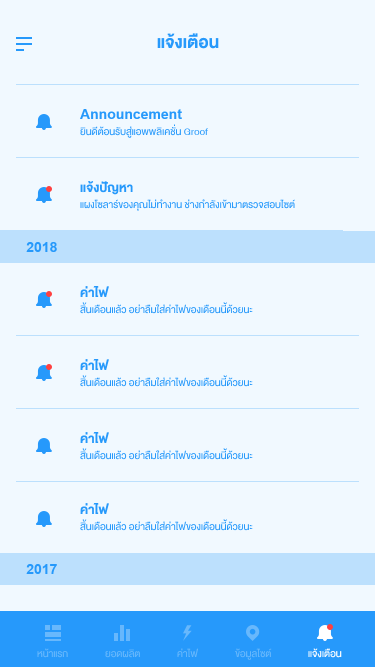 แจ้งเตือน
Announcement
ยินดีต้อนรับสู่แอพพลิเคชั่น Groof
แจ้งปัญหา
แผงโซลาร์ของคุณไม่ทำงาน ช่างกำลังเข้ามาตรวจสอบไซต์
2018
ค่าไฟ
สิ้นเดือนแล้ว อย่าลืมใส่ค่าไฟของเดือนนี้ด้วยนะ
ค่าไฟ
สิ้นเดือนแล้ว อย่าลืมใส่ค่าไฟของเดือนนี้ด้วยนะ
ค่าไฟ
สิ้นเดือนแล้ว อย่าลืมใส่ค่าไฟของเดือนนี้ด้วยนะ
ค่าไฟ
สิ้นเดือนแล้ว อย่าลืมใส่ค่าไฟของเดือนนี้ด้วยนะ
2017
หน้าแรก ยอดผลิต ค่าไฟ ข้อมูลไซต์ แจ้งเตือน